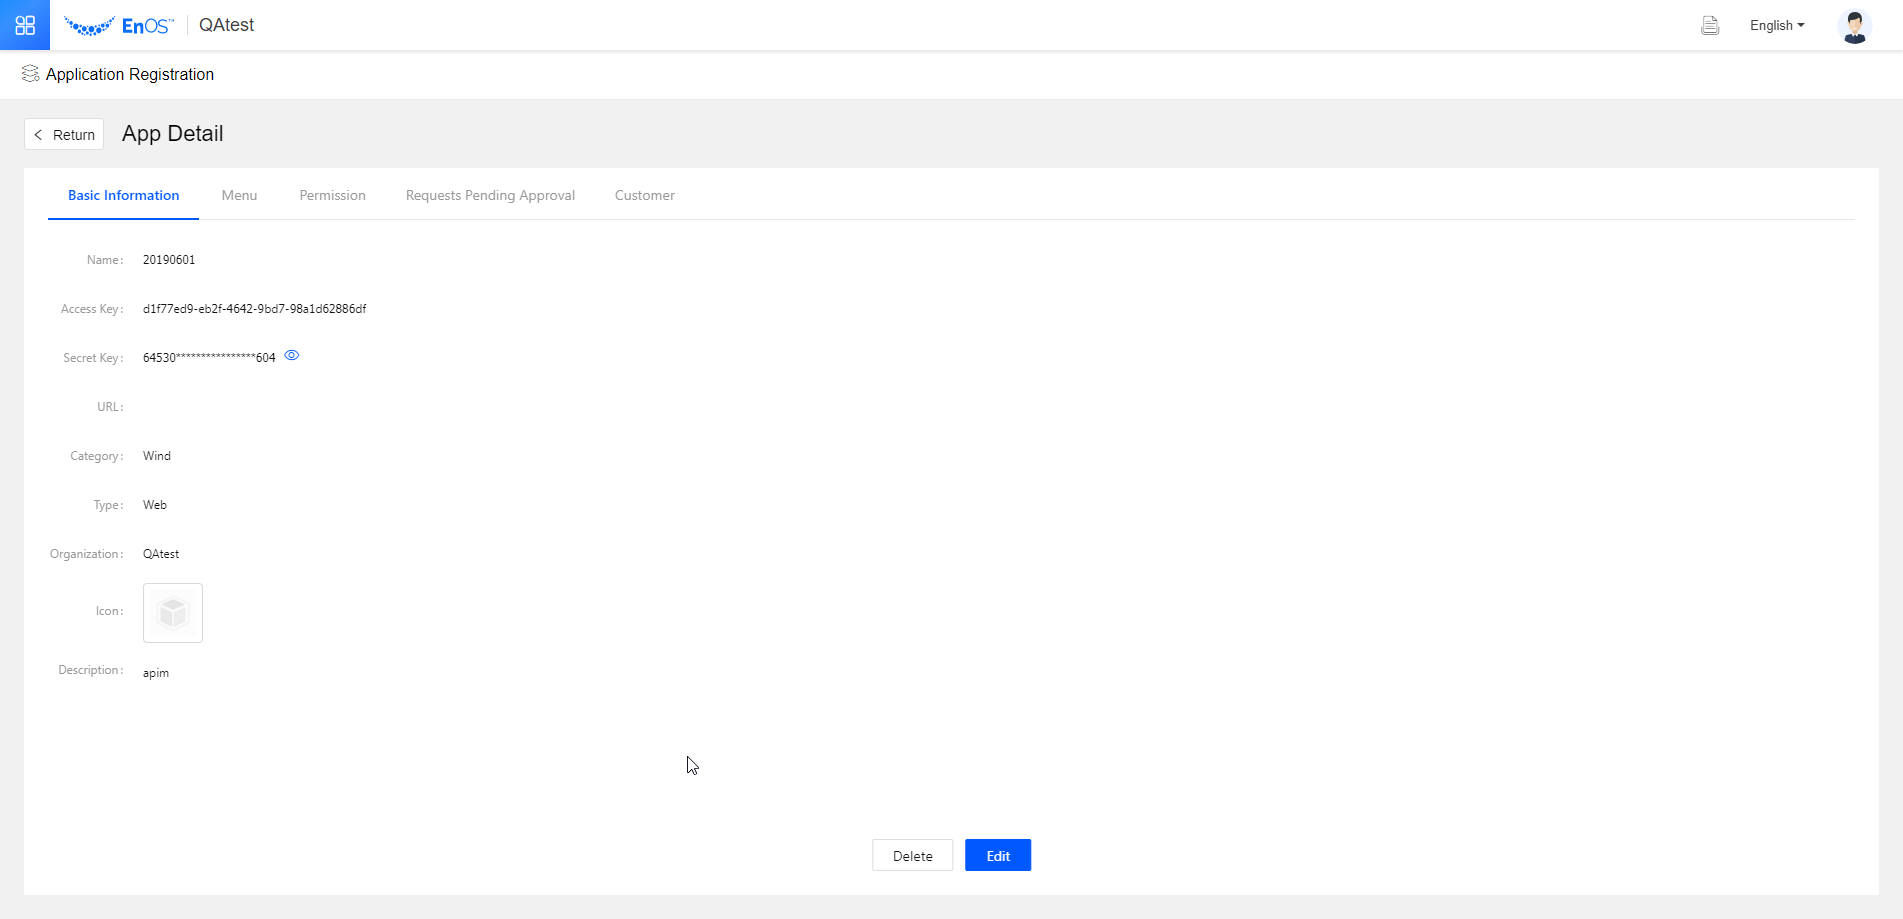 EnOS™ QAtest English
Application Registration
Return App Detail
Basic Information Menu Permission Requests Pending Approval Customer
Name: 20190601
Access Key: d1f77ed9-eb2f-4642-9bd7-98a1d62886df
Secret Key: 64530****************604
URL:
Category: Wind
Type: Web
Organization: QAtest
Icon:
Description: apim
Delete Edit